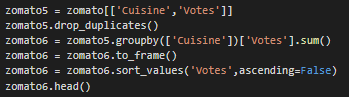 zomato5 = zomato[['Cuisine','Votes']]
zomato5.drop_duplicates()
zomato6 = zomato5.groupby(['Cuisine'])['Votes'].sum()
zomato6 = zomato6.to_frame()
zomato6 = zomato6.sort_values('Votes',ascending=False)
zomato6.head()